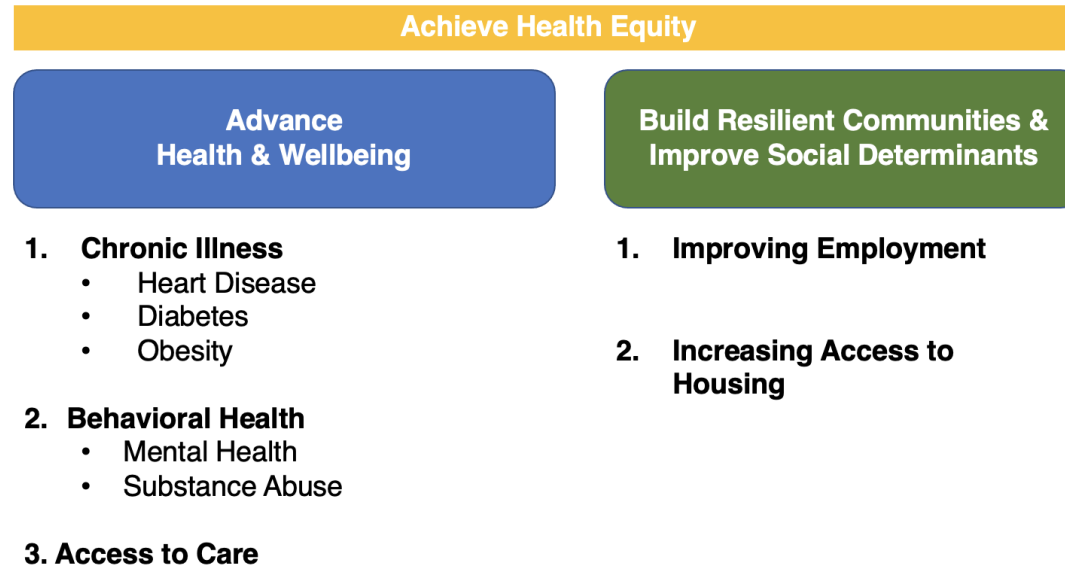 Achieve Health Equity
Advance
Health & Wellbeing
1. Chronic Illness
• Heart Disease
• Diabetes
• Obesity
2. Behavioral Health
• Mental Health
• Substance Abuse
3. Access to Care
Build Resilient Communities &
Improve Social Determinants
1. Improving Employment
2. Increasing Access to
Housing